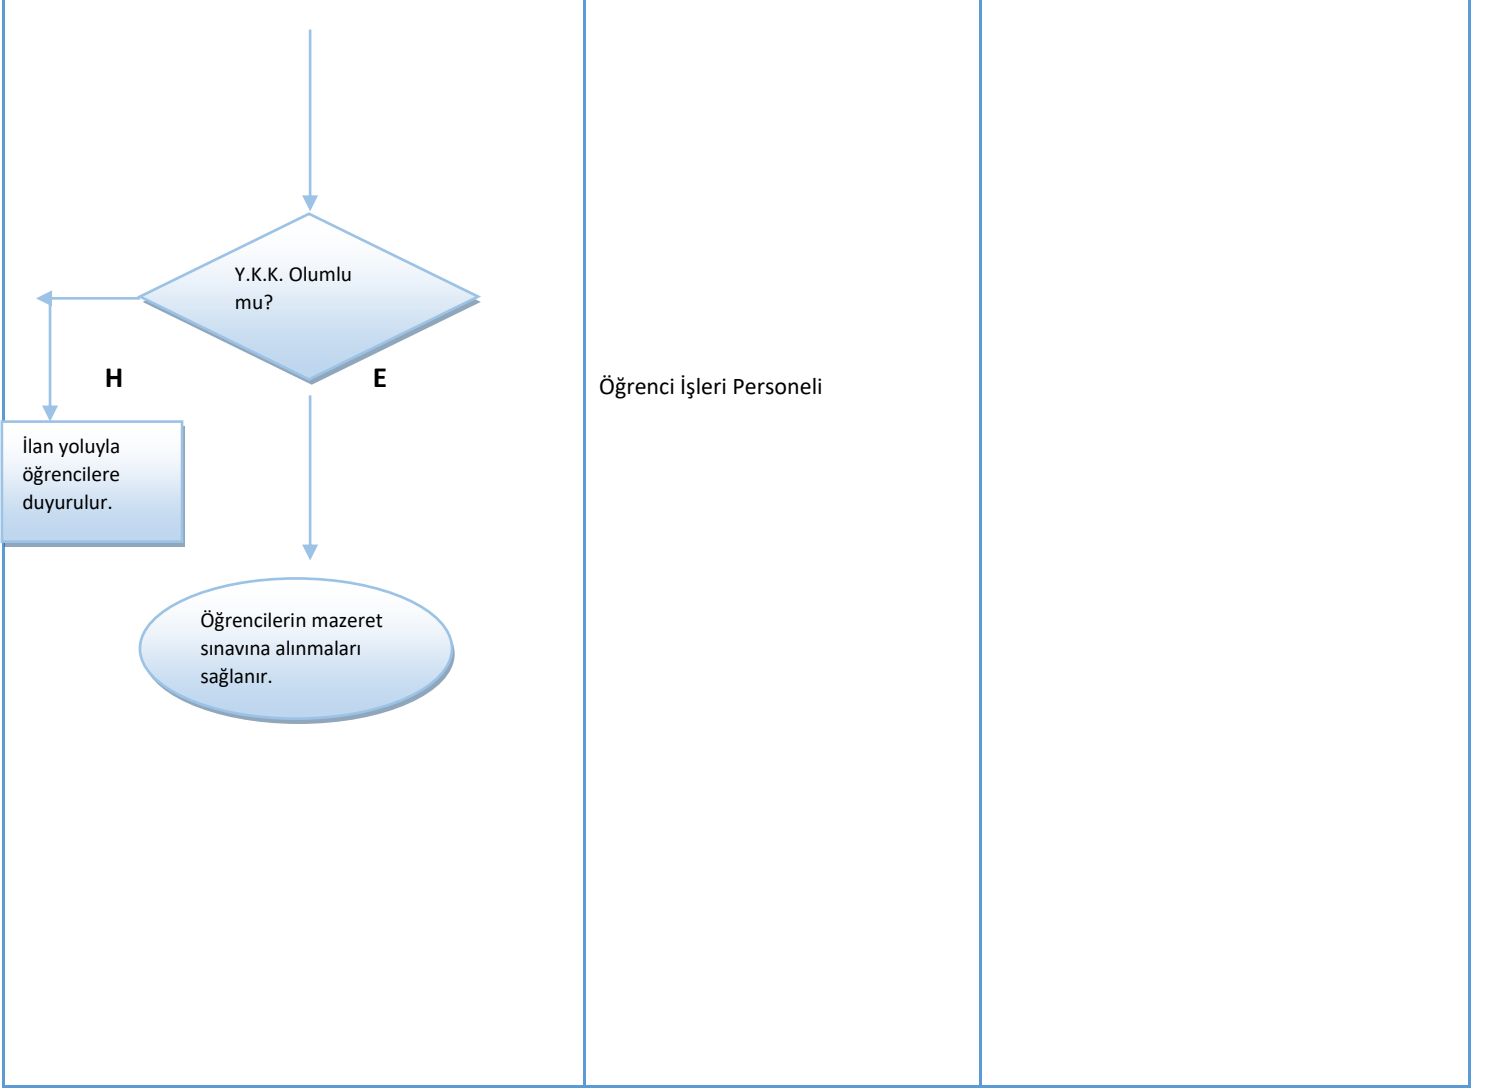 Y.K.K. Olumlu
mu?
H
E
Öğrenci İşleri Personeli
İlan yoluyla
öğrencilere
duyurulur.
Öğrencilerin mazeret
sınavına alınmaları
sağlanır.